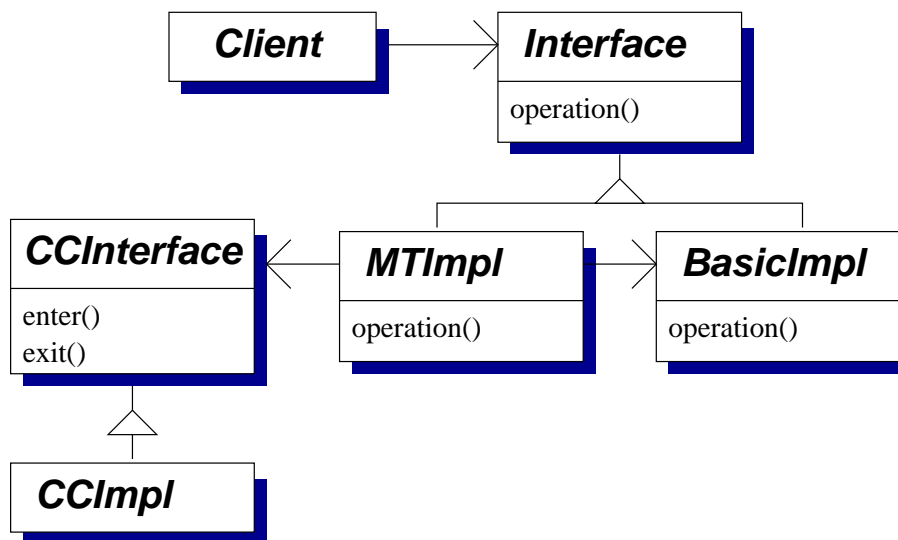 Client
Interface
operation()
CCInterface
enter()
exit()
MTImpl
operation()
BasicImpl
operation()
CCImpl